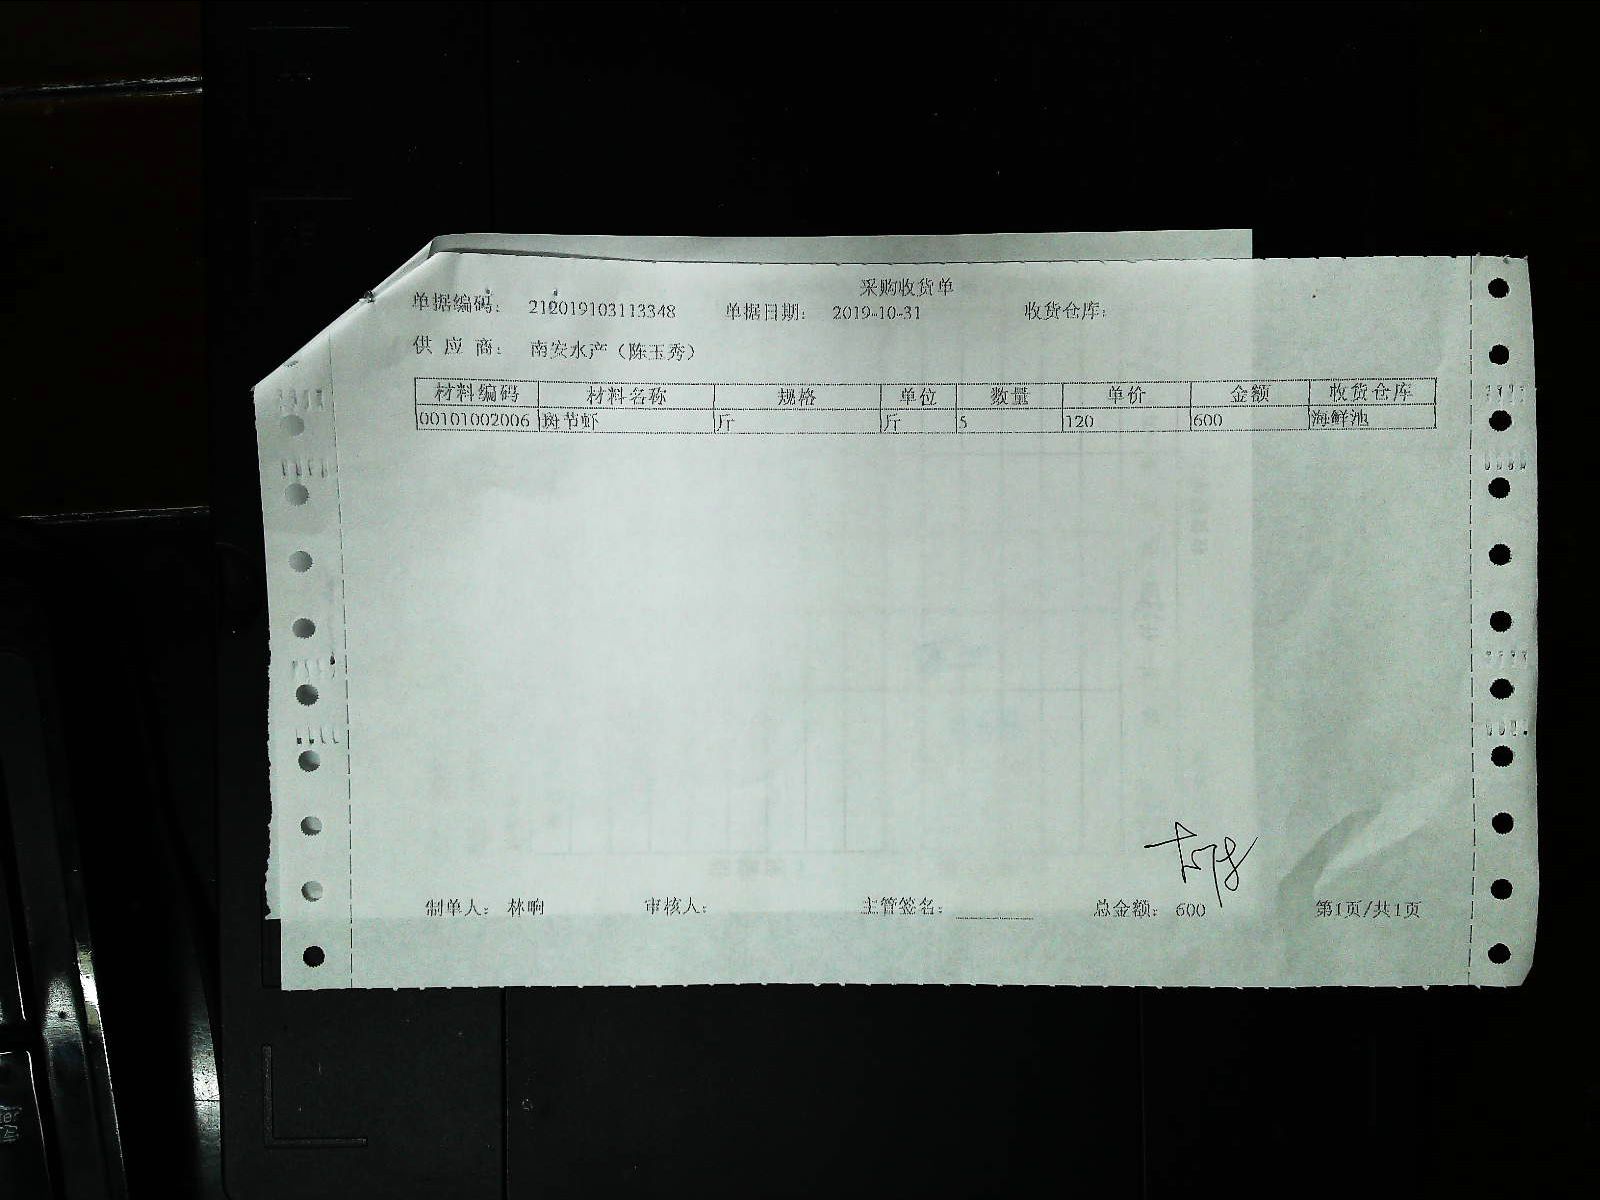 采购收货单
单据编码: 212019103113348 单据日期: 2019-10-31 收货仓库:
供应商: 南安水产(陈玉秀)
材料编码 材料名称 规格 单位 数量 单价 金额 收货仓库
00101002006 斑节虾 斤 斤 5 120 600 海鲜池
制单人: 林响 审核人: 主管签名: 总金额: 600 第1页/共1页